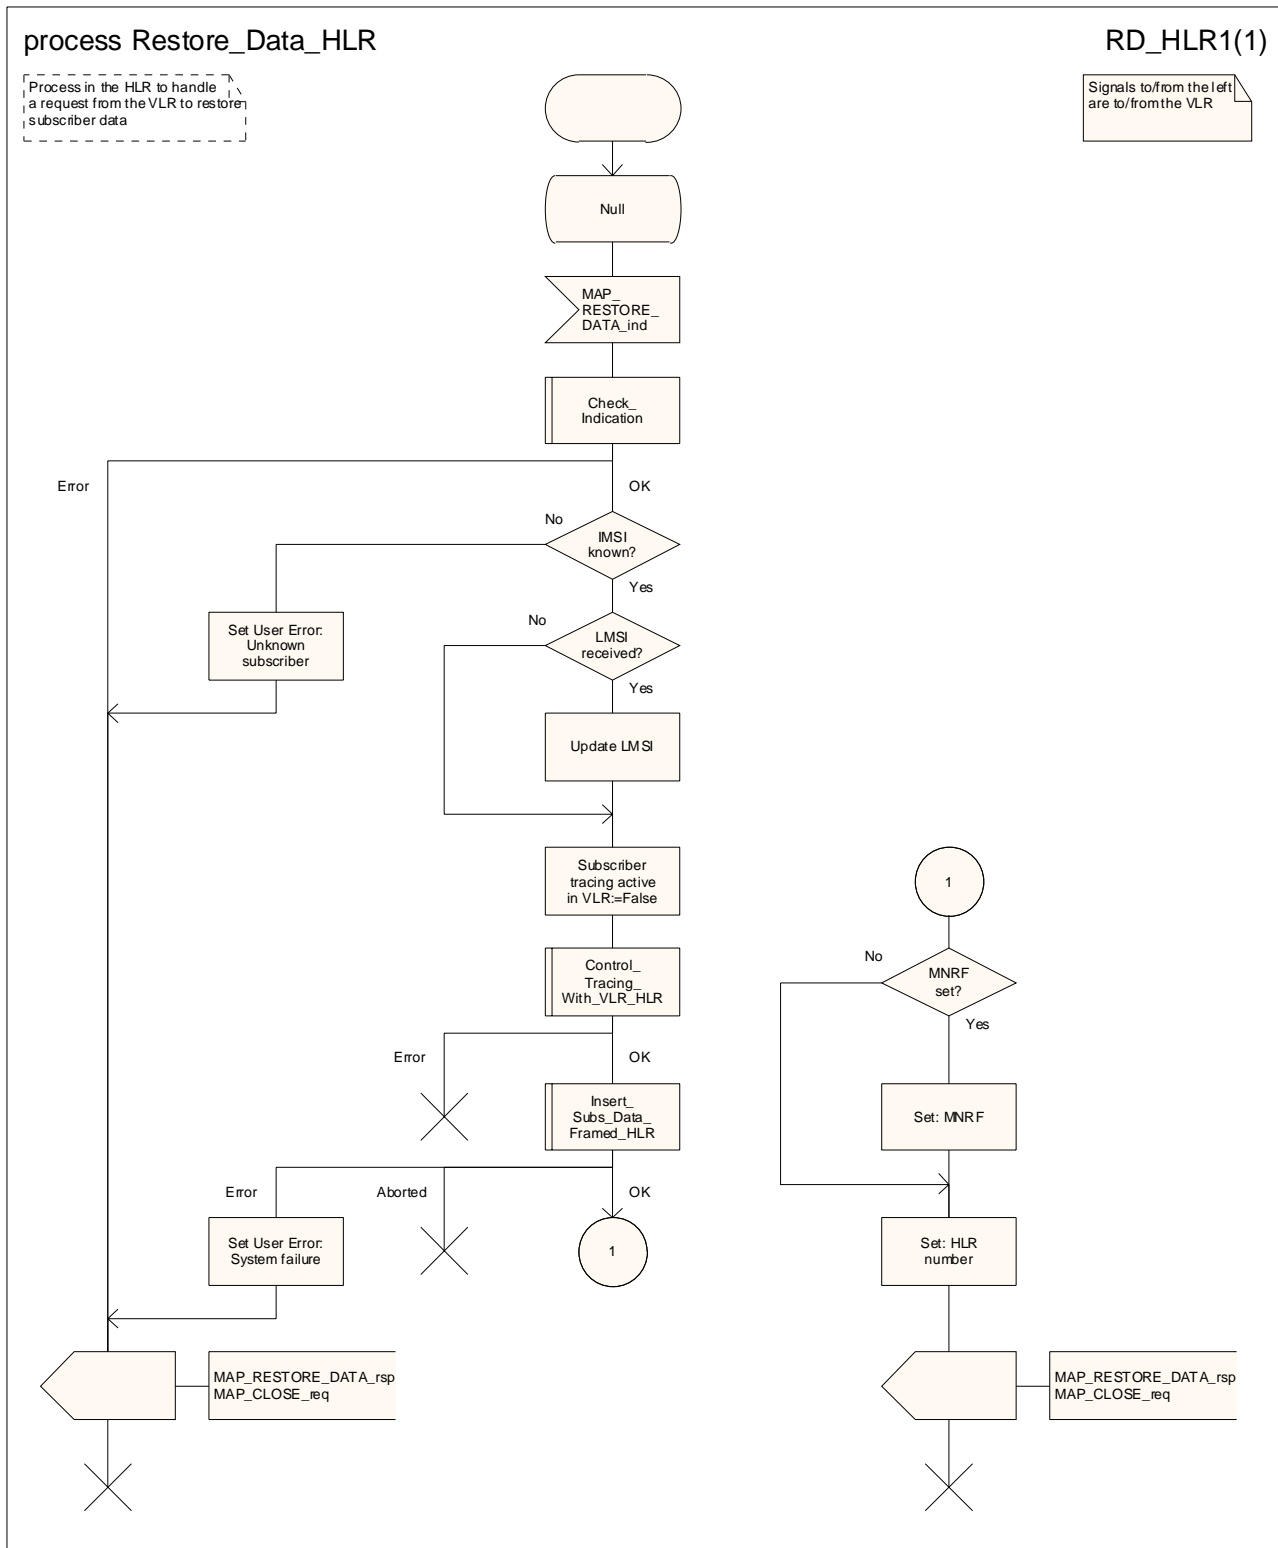 process Restore_Data_HLR
RD_HLR1(1)
Process in the HLR to handle
a request from the VLR to restore
subscriber data
Signals to/from the left
are to/from the VLR
Null
MAP_
RESTORE_
DATA_ind
Check_
Indication
Error
OK
No
IMSI
known?
Yes
Set User Error:
Unknown
subscriber
No
LMSI
received?
Yes
Update LMSI
Subscriber
tracing active
in VLR:=False
1
Control_
Tracing_
With_VLR_HLR
No
MNRF
set?
Yes
Error
OK
Insert_
Subs_Data_
Framed_HLR
Set: MNRF
Error
Aborted
OK
Set User Error:
System failure
1
Set: HLR
number
MAP_RESTORE_DATA_rsp
MAP_CLOSE_req
MAP_RESTORE_DATA_rsp
MAP_CLOSE_req